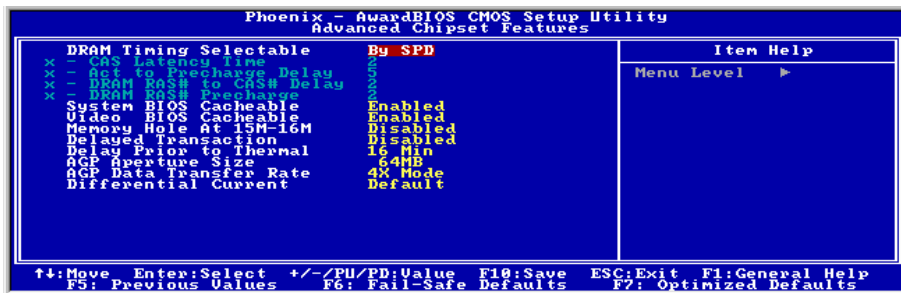 Phoenix - AwardBIOS CMOS Setup Utility
Advanced Chipset Features
DRAM Timing Selectable By SPD
x - CAS Latency Time 2
x - Act to Precharge Delay 5
x - DRAM RAS# to CAS# Delay 2
x - DRAM RAS# Precharge 2
System BIOS Cacheable Enabled
Video BIOS Cacheable Enabled
Memory Hole At 15M-16M Disabled
Delayed Transaction Disabled
Delay Prior to Thermal 16 Min
AGP Aperture Size 64MB
AGP Data Transfer Rate 4X Mode
Differential Current Default
Item Help
Menu Level ►
↑↓:Move Enter:Select +/-/PU/PD:Value F10:Save ESC:Exit F1:General Help
F5: Previous Values F6: Fail-Safe Defaults F7: Optimized Defaults